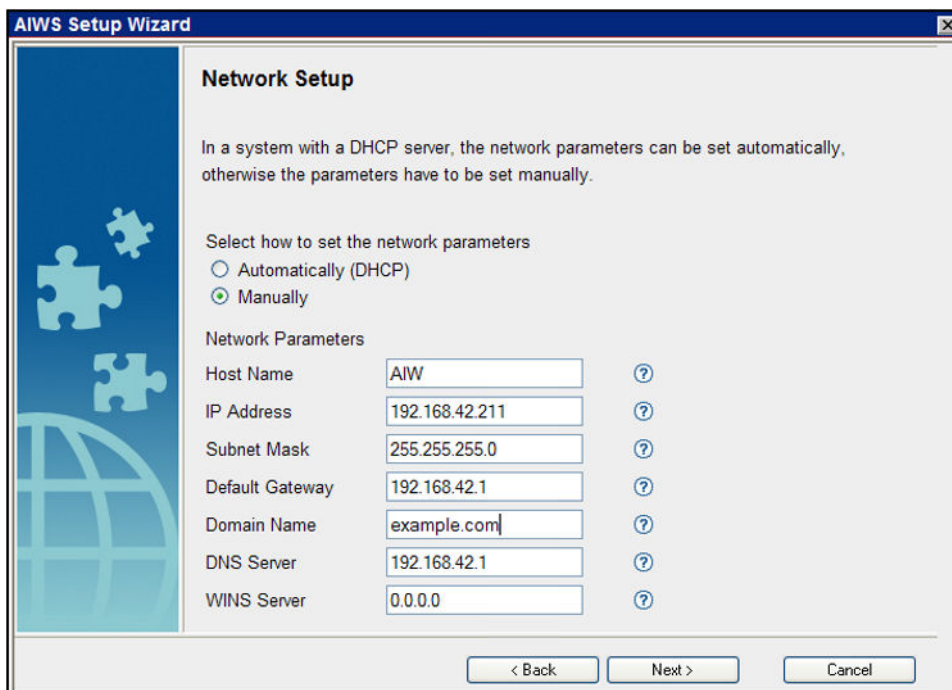 AIWS Setup Wizard
Network Setup
In a system with a DHCP server, the network parameters can be set automatically,
otherwise the parameters have to be set manually.
Select how to set the network parameters
Automatically (DHCP)
Manually
Network Parameters
Host Name AIW ?
IP Address 192.168.42.211 ?
Subnet Mask 255.255.255.0 ?
Default Gateway 192.168.42.1 ?
Domain Name example.com ?
DNS Server 192.168.42.1 ?
WINS Server 0.0.0.0 ?
< Back Next > Cancel